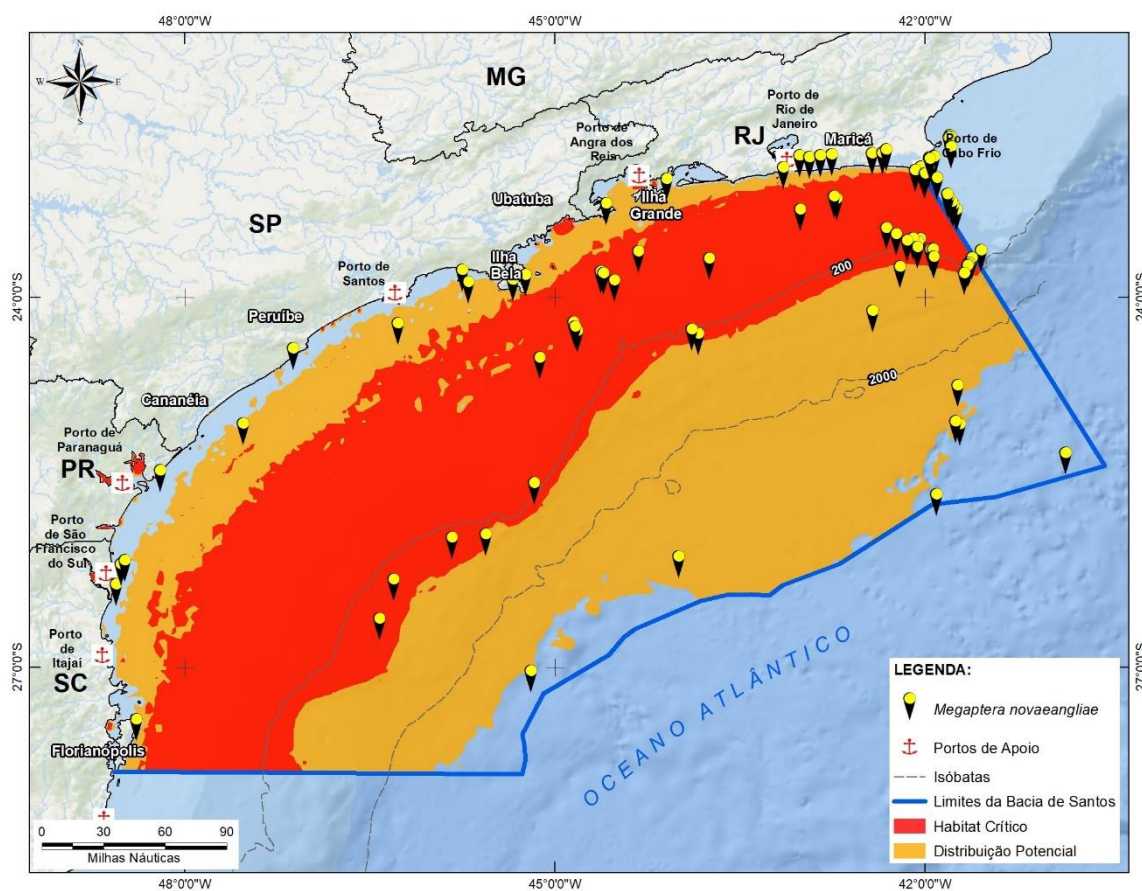 48°0'0"W
45°0'0"W
42°0'0"W
N
W
E
S
MG
Porto de
Rio de
Janeiro
RJ
Maricá
Porto de
Cabo Frio
Porto de
Angra dos
Reis
Ubatuba
Ilha
Grande
SP
Ilha
Bela
Porto de
Santos
200
24°0'0"S
24°0'0"S
Peruíbe
2000
Cananéia
Porto de
Paranaguá
PR
Porto
de São
Francisco
do Sul
Porto
de
Itajaí
SC
27°0'0"S
27°0'0"S
Florianópolis
OCEANO ATLÂNTICO
LEGENDA:
Megaptera novaeangliae
Portos de Apoio
Isóbatas
Limites da Bacia de Santos
Habitat Crítico
Distribuição Potencial
0 30 60 90
Milhas Náuticas
48°0'0"W
45°0'0"W
42°0'0"W